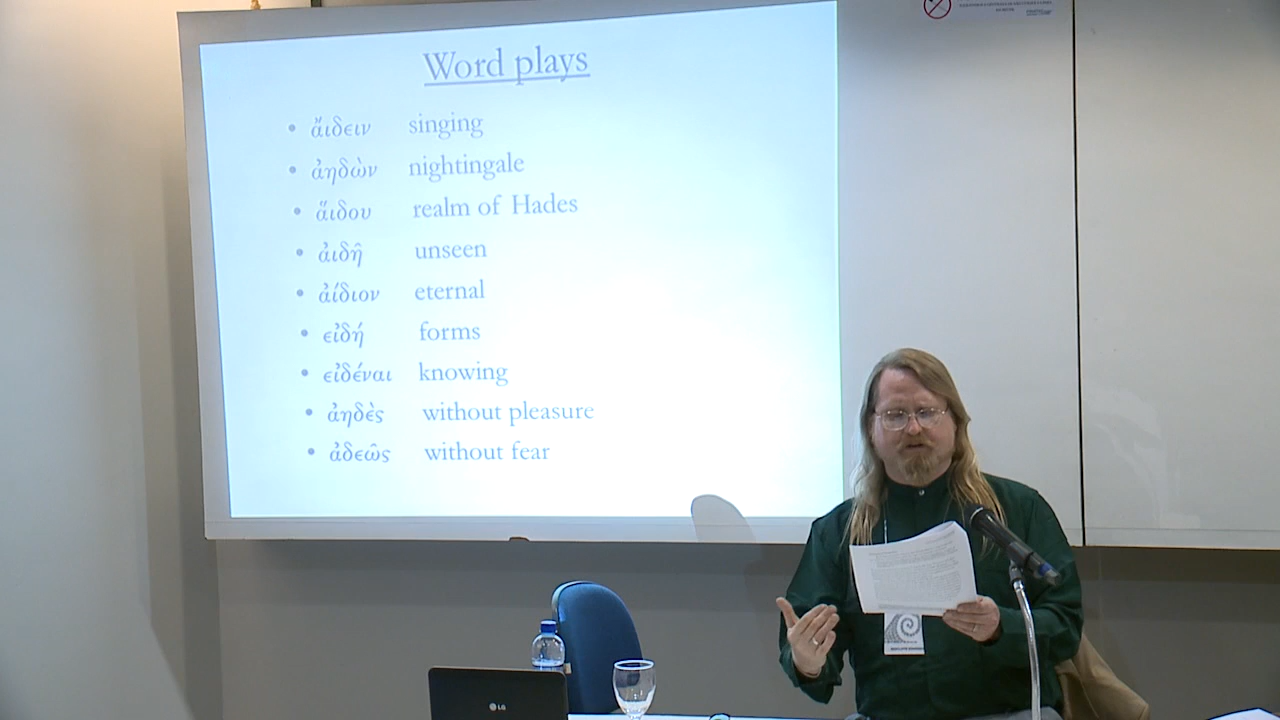 Word plays
• ἄιδειν singing
• ἀηδὼν nightingale
• ἅιδου realm of Hades
• ἀιδῆ unseen
• ἀίδιον eternal
• εἰδή forms
• εἰδέναι knowing
• ἀηδὲς without pleasure
• ἀδεῶς without fear
LG